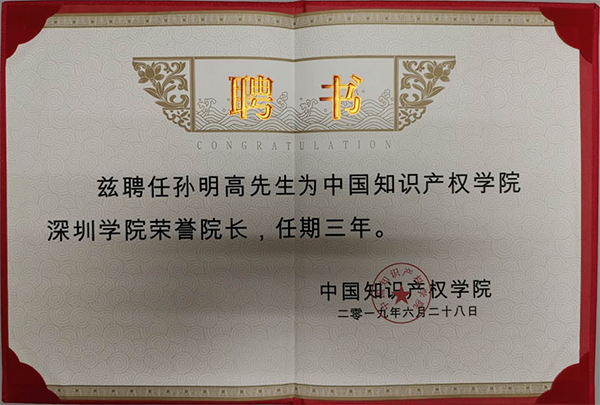 聘书
CONGRATULATION
兹聘任孙明高先生为中国知识产权学院
深圳学院荣誉院长，任期三年。
中国知识产权学院
二零一九年六月二十八日